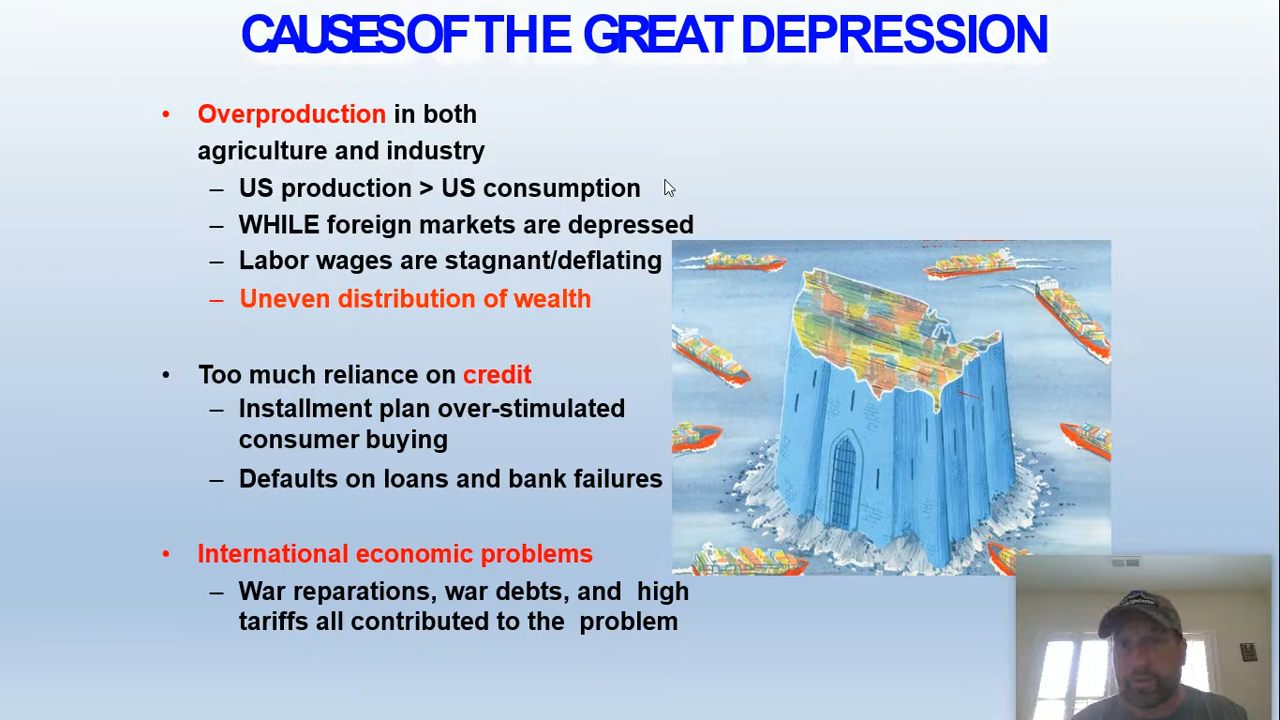 CAUSES OF THE GREAT DEPRESSION
• Overproduction in both
agriculture and industry
– US production > US consumption
– WHILE foreign markets are depressed
– Labor wages are stagnant/deflating
– Uneven distribution of wealth
• Too much reliance on credit
– Installment plan over-stimulated
consumer buying
– Defaults on loans and bank failures
• International economic problems
– War reparations, war debts, and high
tariffs all contributed to the problem